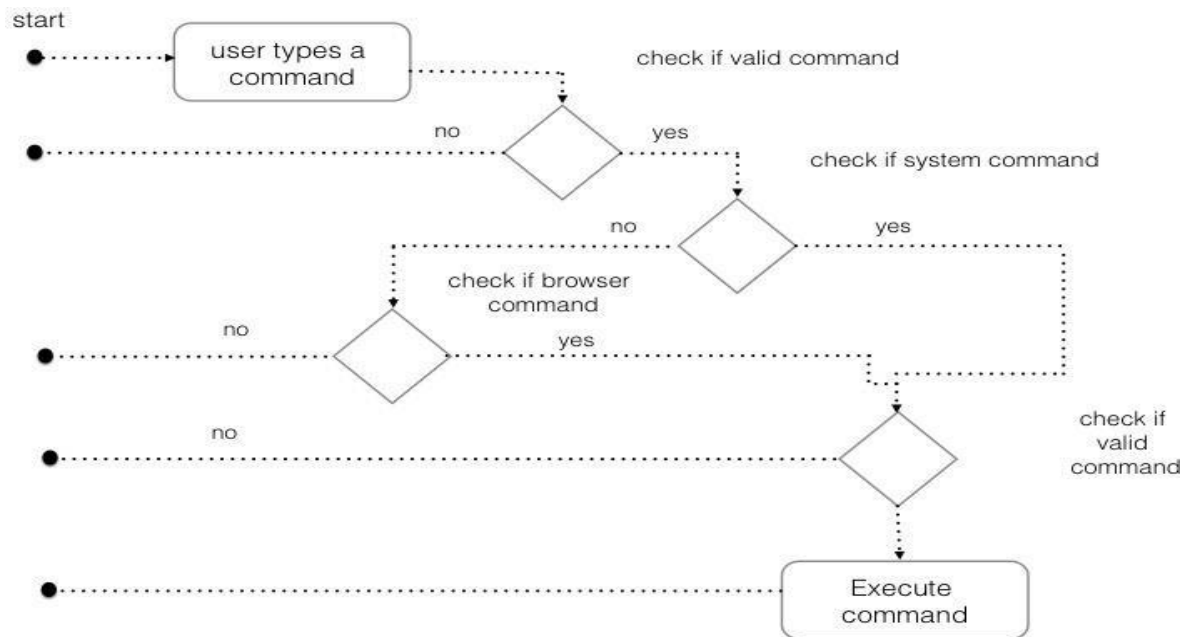 start
user types a
command
check if valid command
no
yes
check if system command
no
yes
check if browser
command
no
yes
no
check if
valid
command
Execute
command